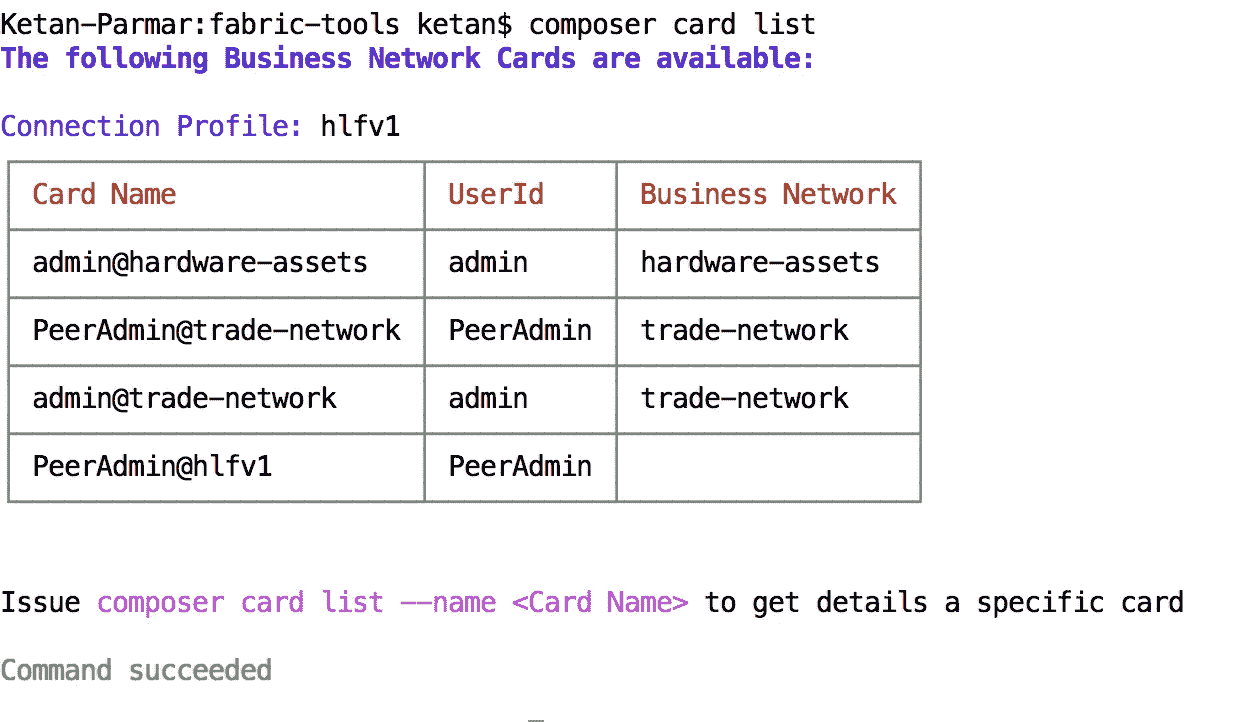 Ketan-Parmar:fabric-tools ketan$ composer card list
The following Business Network Cards are available:
Connection Profile: hlfv1
Card Name UserId Business Network
admin@hardware-assets admin hardware-assets
PeerAdmin@trade-network PeerAdmin trade-network
admin@trade-network admin trade-network
PeerAdmin@hlfv1 PeerAdmin
Issue composer card list --name <Card Name> to get details a specific card
Command succeeded